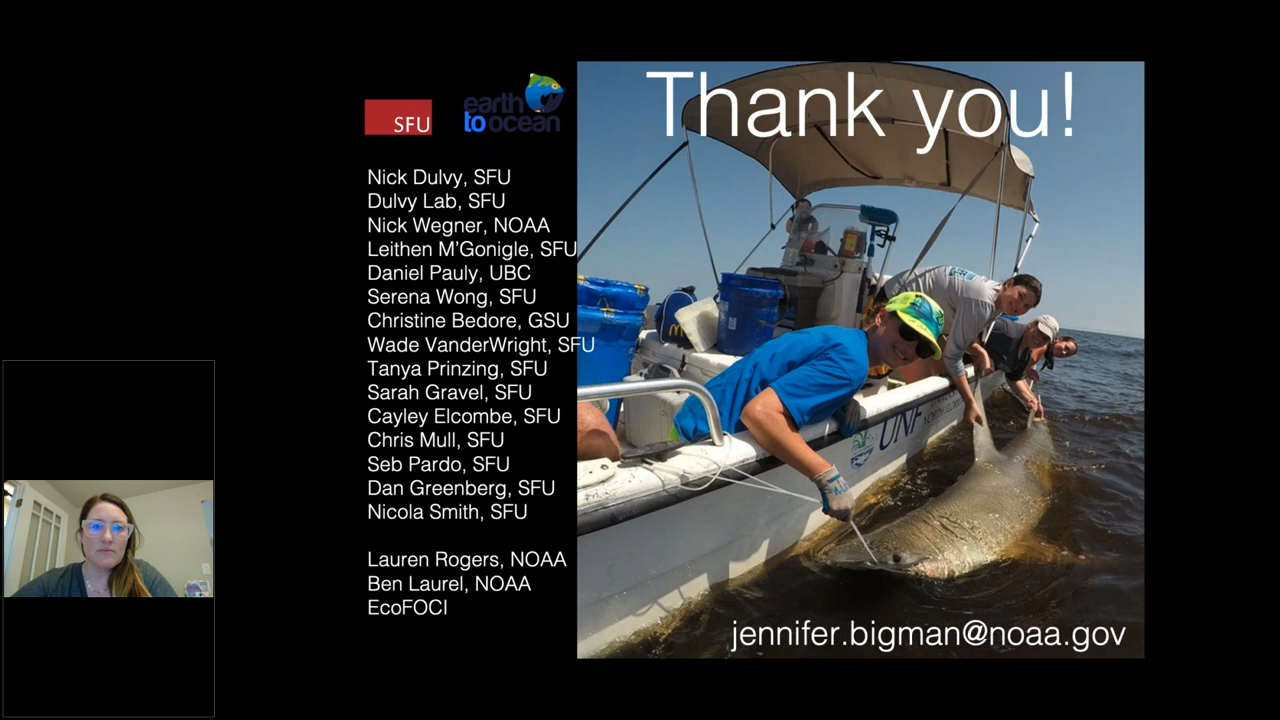 SFU
earth
to ocean
Thank you!
Nick Dulvy, SFU
Dulvy Lab, SFU
Nick Wegner, NOAA
Leithen M'Gonigle, SFU
Daniel Pauly, UBC
Serena Wong, SFU
Christine Bedore, GSU
Wade VanderWright, SFU
Tanya Prinzing, SFU
Sarah Gravel, SFU
Cayley Elcombe, SFU
Chris Mull, SFU
Seb Pardo, SFU
Dan Greenberg, SFU
Nicola Smith, SFU
Lauren Rogers, NOAA
Ben Laurel, NOAA
EcoFOCI
UNF
jennifer.bigman@noaa.gov